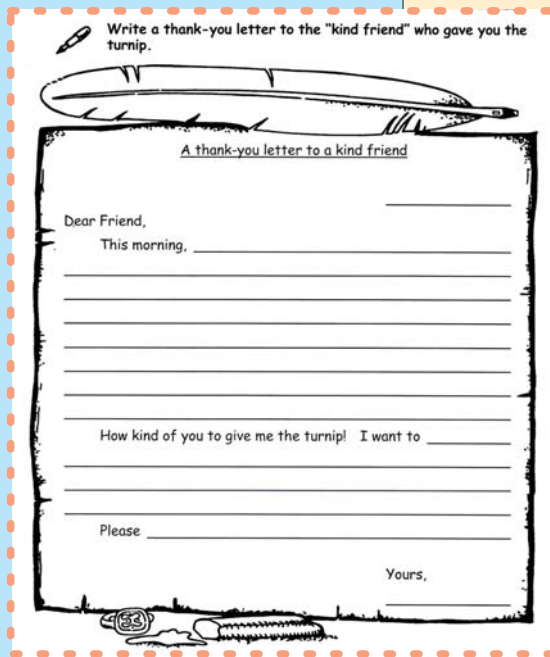 Write a thank-you letter to the "kind friend" who gave you the
turnip.
A thank-you letter to a kind friend
Dear Friend,
This morning,
How kind of you to give me the turnip! I want to
Please
Yours,